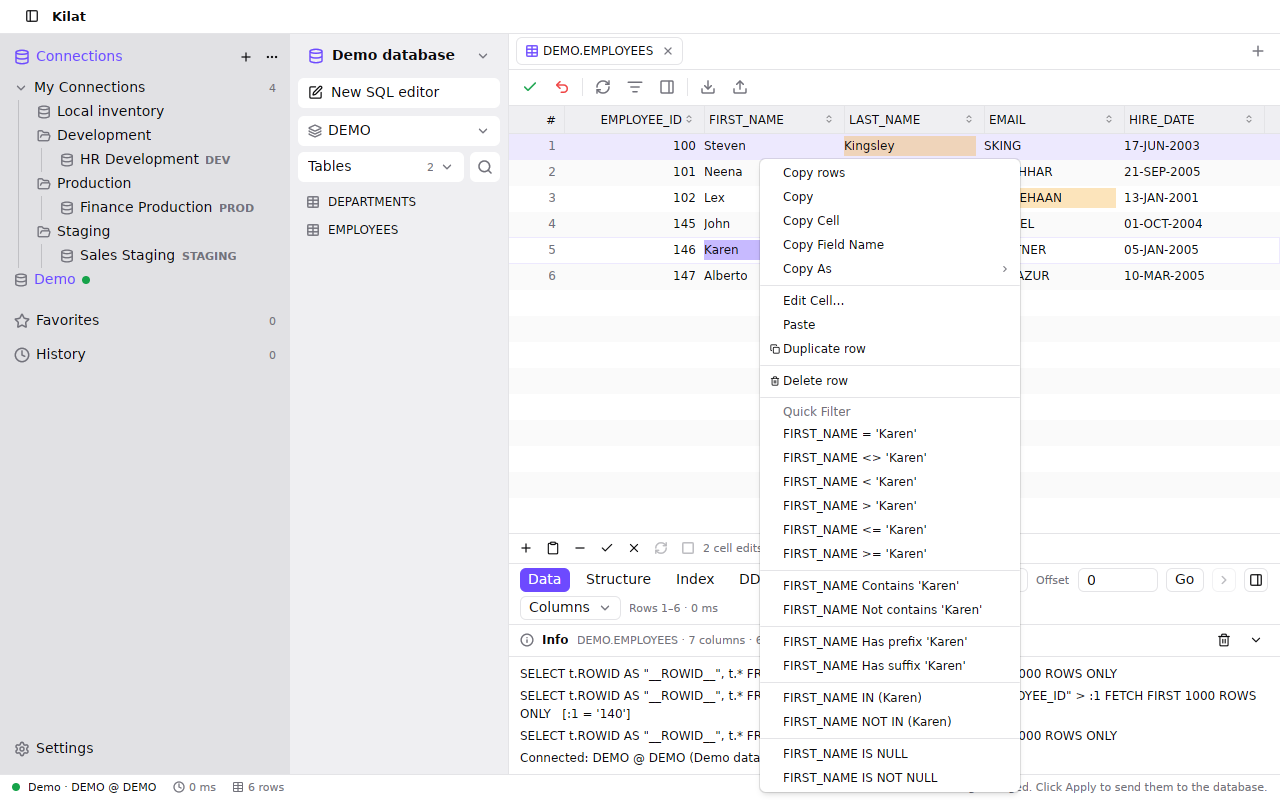 Kilat
Connections
My Connections 4
Local inventory
Development
HR Development DEV
Production
Finance Production PROD
Staging
Sales Staging STAGING
Demo
Favorites 0
History 0
Settings
Demo database
New SQL editor
DEMO
Tables 2
DEPARTMENTS
EMPLOYEES
DEMO.EMPLOYEES
# EMPLOYEE_ID FIRST_NAME LAST_NAME EMAIL HIRE_DATE
1 100 Steven Kingsley SKING 17-JUN-2003
2 101 Neena HHAR 21-SEP-2005
3 102 Lex EHAAN 13-JAN-2001
4 145 John EL 01-OCT-2004
5 146 Karen TNER 05-JAN-2005
6 147 Alberto AZUR 10-MAR-2005
Copy rows
Copy
Copy Cell
Copy Field Name
Copy As
Edit Cell...
Paste
Duplicate row
Delete row
Quick Filter
FIRST_NAME = 'Karen'
FIRST_NAME <> 'Karen'
FIRST_NAME < 'Karen'
FIRST_NAME > 'Karen'
FIRST_NAME <= 'Karen'
FIRST_NAME >= 'Karen'
FIRST_NAME Contains 'Karen'
FIRST_NAME Not contains 'Karen'
FIRST_NAME Has prefix 'Karen'
FIRST_NAME Has suffix 'Karen'
FIRST_NAME IN (Karen)
FIRST_NAME NOT IN (Karen)
FIRST_NAME IS NULL
FIRST_NAME IS NOT NULL
2 cell edits
Data Structure Index DD Offset 0 Go
Columns Rows 1–6 · 0 ms
Info DEMO.EMPLOYEES · 7 columns · 6
SELECT t.ROWID AS "__ROWID__", t.* FR 000 ROWS ONLY
SELECT t.ROWID AS "__ROWID__", t.* FR OYEE_ID" > :1 FETCH FIRST 1000 ROWS
ONLY [:1 = '140']
SELECT t.ROWID AS "__ROWID__", t.* FR 000 ROWS ONLY
Connected: DEMO @ DEMO (Demo data
Demo · DEMO @ DEMO 0 ms 6 rows ged. Click Apply to send them to the database.